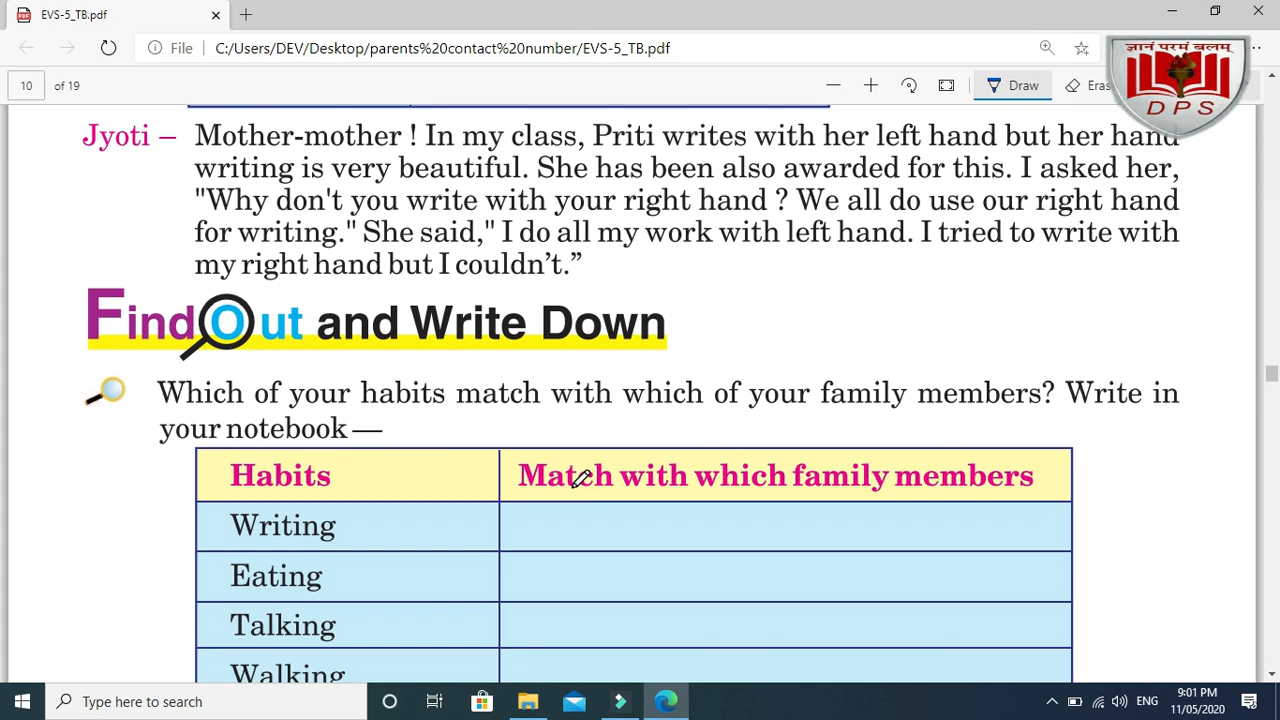 EVS-5_TB.pdf
File
C:/Users/DEV/Desktop/parents%20contact%20number/EVS-5_TB.pdf
10 of 19
Draw
Eras
ज्ञानं परमं बलम्
DPS
Jyoti – Mother-mother ! In my class, Priti writes with her left hand but her hand
writing is very beautiful. She has been also awarded for this. I asked her,
"Why don't you write with your right hand ? We all do use our right hand
for writing." She said," I do all my work with left hand. I tried to write with
my right hand but I couldn’t.”
Find Out and Write Down
Which of your habits match with which of your family members? Write in
your notebook —
Habits Match with which family members
Writing
Eating
Talking
Walking
Type here to search
ENG
9:01 PM
11/05/2020